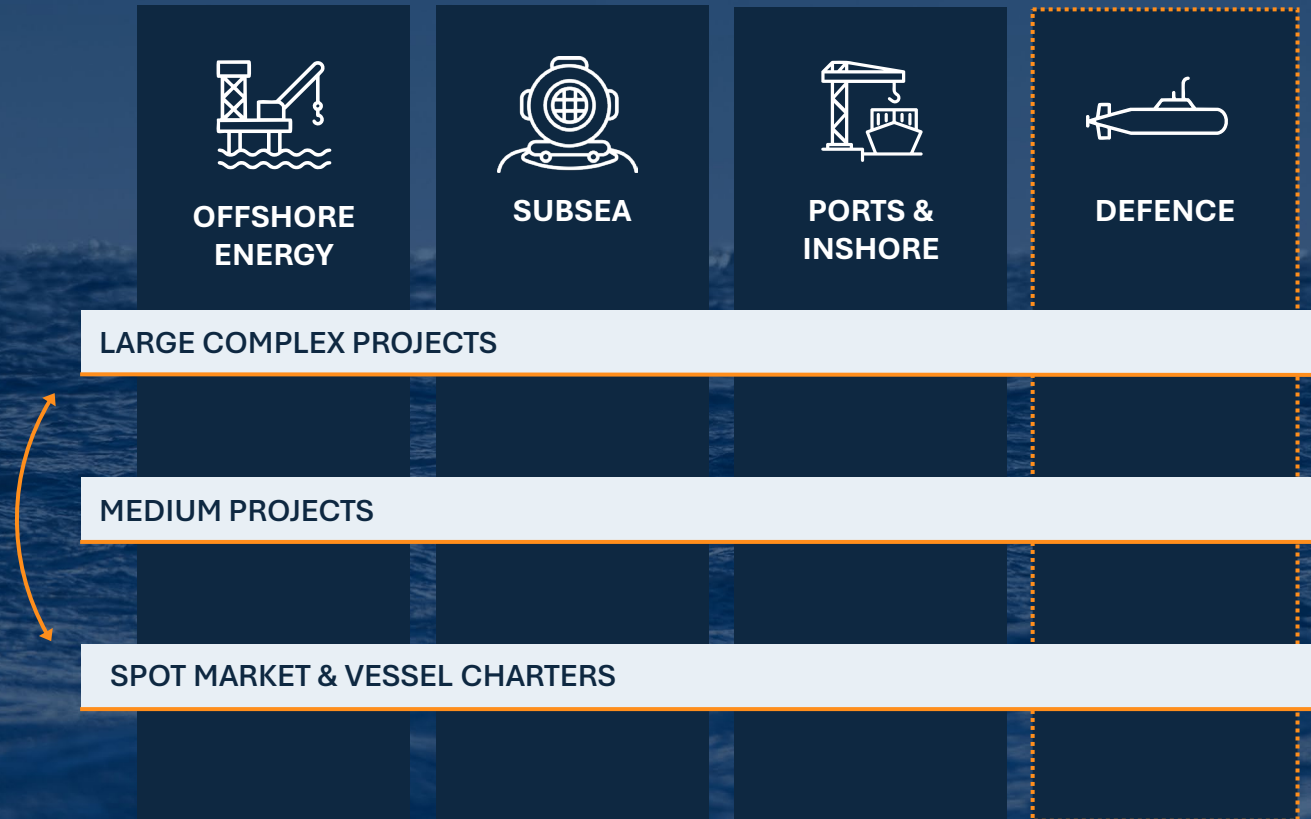 OFFSHORE
ENERGY
SUBSEA
PORTS &
INSHORE
DEFENCE
LARGE COMPLEX PROJECTS
MEDIUM PROJECTS
SPOT MARKET & VESSEL CHARTERS